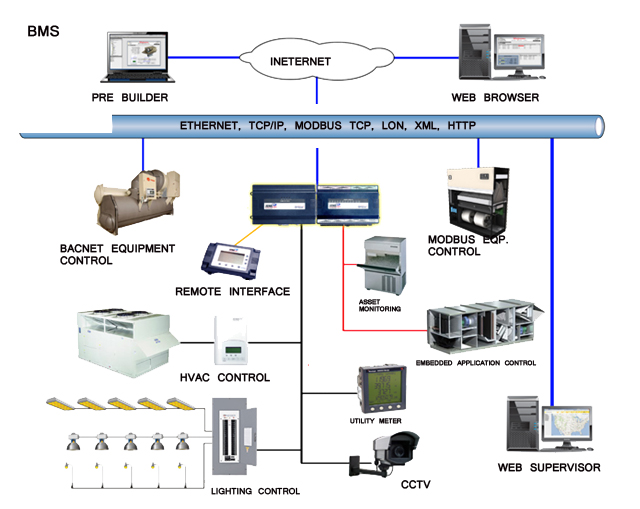 BMS
INETERNET
PRE BUILDER
WEB BROWSER
ETHERNET, TCP/IP, MODBUS TCP, LON, XML, HTTP
BACNET EQUIPMENT
CONTROL
MODBUS EQP.
CONTROL
REMOTE INTERFACE
ASSET
MONITORING
EMBEDDED APPLICATION CONTROL
HVAC CONTROL
UTILITY METER
LIGHTING CONTROL
CCTV
WEB SUPERVISOR